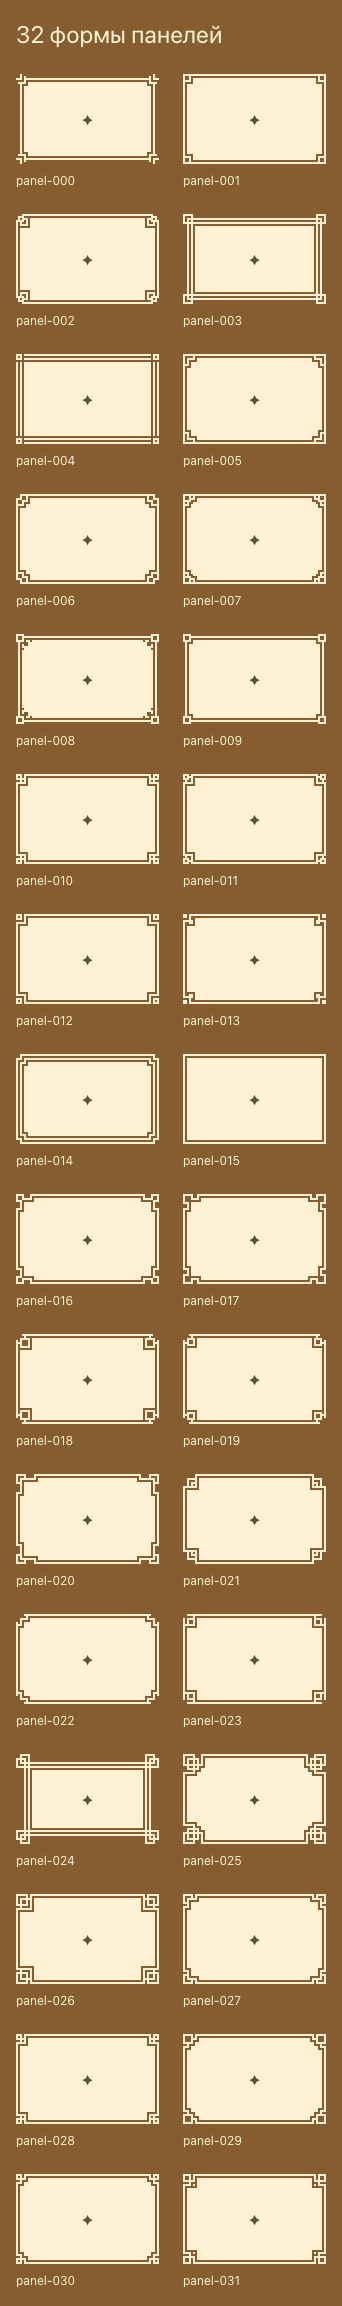 32 формы панелей
panel-000 panel-001
panel-002 panel-003
panel-004 panel-005
panel-006 panel-007
panel-008 panel-009
panel-010 panel-011
panel-012 panel-013
panel-014 panel-015
panel-016 panel-017
panel-018 panel-019
panel-020 panel-021
panel-022 panel-023
panel-024 panel-025
panel-026 panel-027
panel-028 panel-029
panel-030 panel-031